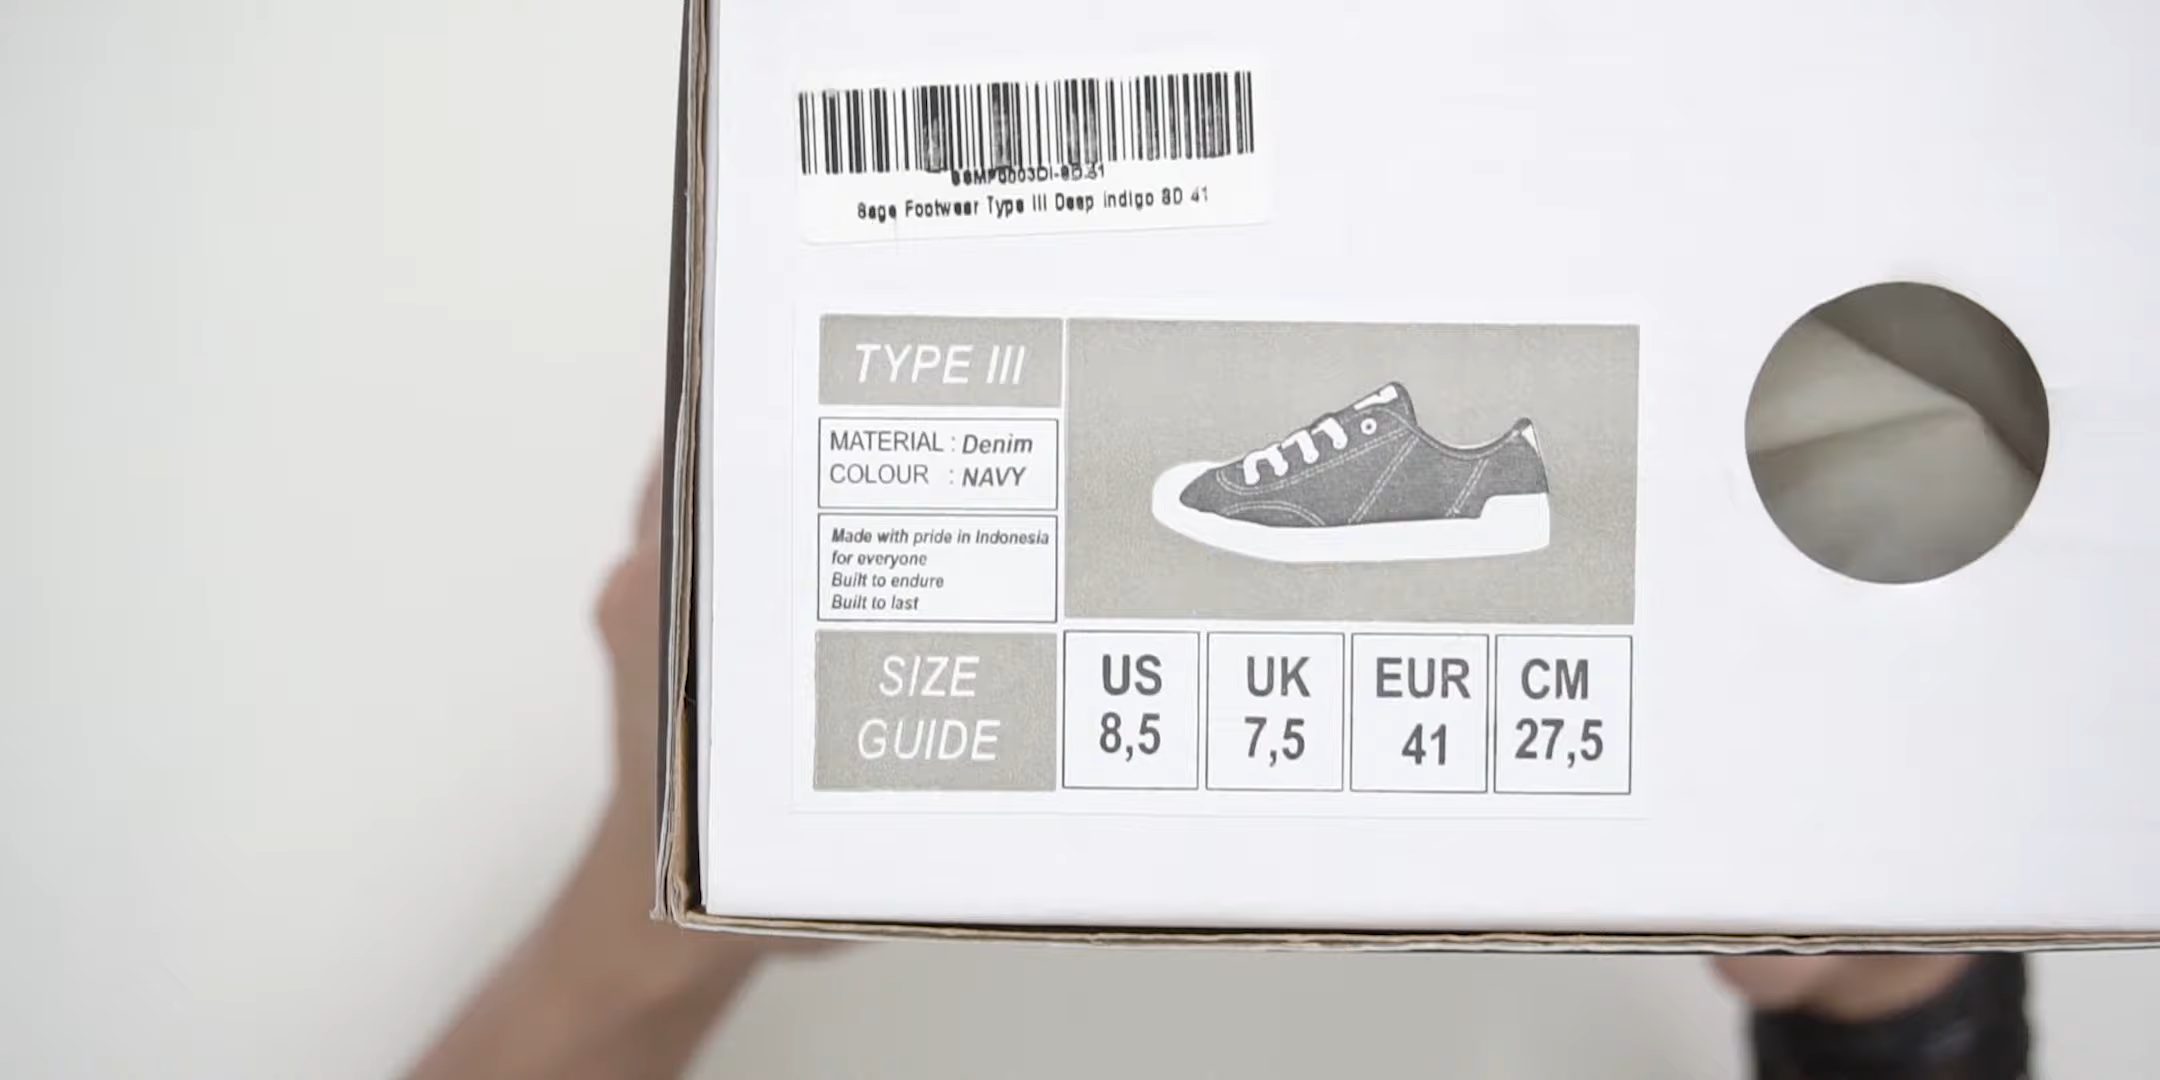 Sage Footwear Type III Deep indigo SD 41
TYPE III
MATERIAL : Denim
COLOUR : NAVY
Made with pride in Indonesia
for everyone
Built to endure
Built to last
SIZE
GUIDE
US
8,5
UK
7,5
EUR
41
CM
27,5